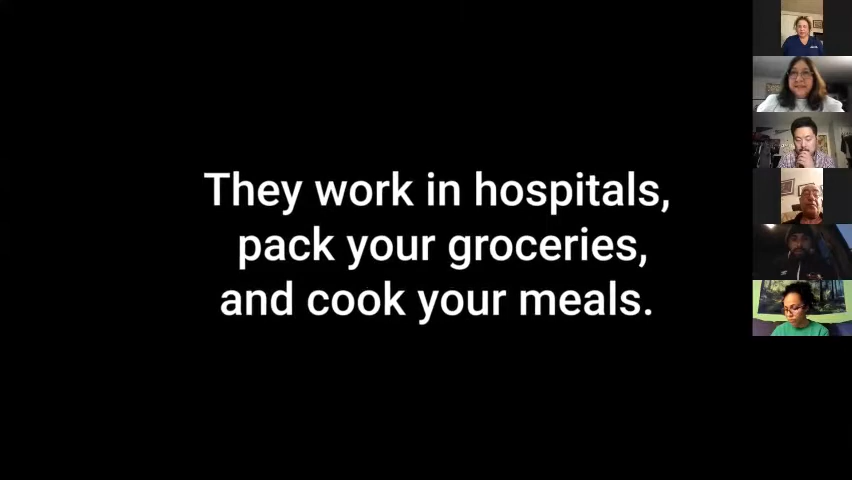 They work in hospitals,
pack your groceries,
and cook your meals.